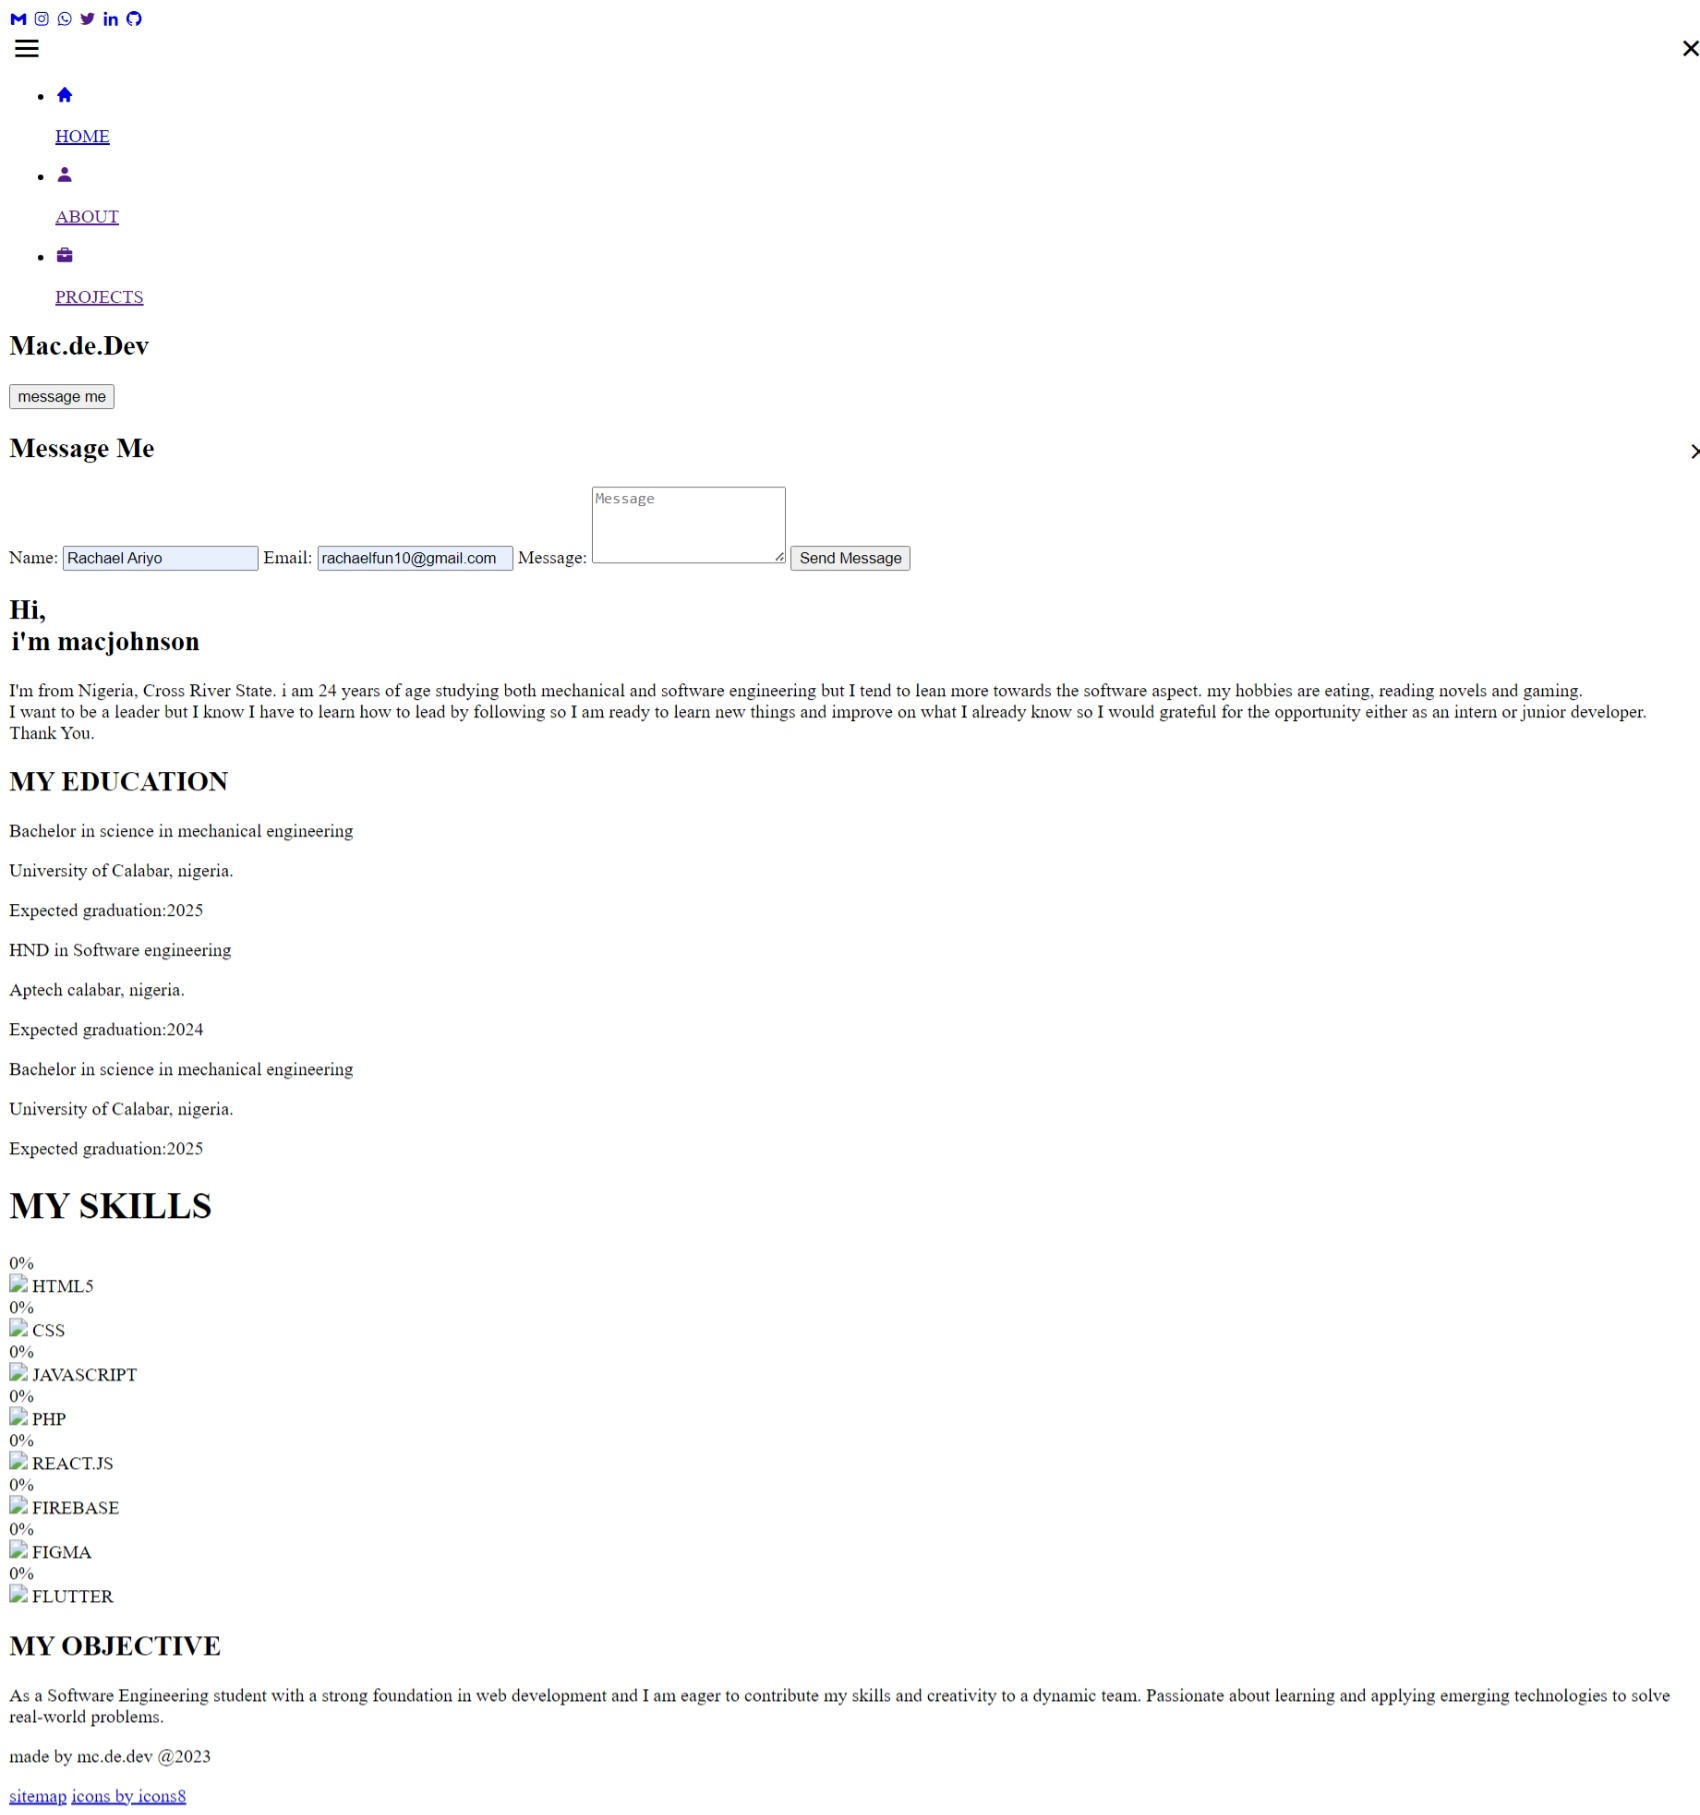 HOME
ABOUT
PROJECTS
Mac.de.Dev
message me
Message Me
Name: Rachael Ariyo Email: rachaelfun10@gmail.com Message: Message Send Message
Hi,
i'm macjohnson
I'm from Nigeria, Cross River State. i am 24 years of age studying both mechanical and software engineering but I tend to lean more towards the software aspect. my hobbies are eating, reading novels and gaming.
I want to be a leader but I know I have to learn how to lead by following so I am ready to learn new things and improve on what I already know so I would grateful for the opportunity either as an intern or junior developer.
Thank You.
MY EDUCATION
Bachelor in science in mechanical engineering
University of Calabar, nigeria.
Expected graduation:2025
HND in Software engineering
Aptech calabar, nigeria.
Expected graduation:2024
Bachelor in science in mechanical engineering
University of Calabar, nigeria.
Expected graduation:2025
MY SKILLS
0%
HTML5
0%
CSS
0%
JAVASCRIPT
0%
PHP
0%
REACT.JS
0%
FIREBASE
0%
FIGMA
0%
FLUTTER
MY OBJECTIVE
As a Software Engineering student with a strong foundation in web development and I am eager to contribute my skills and creativity to a dynamic team. Passionate about learning and applying emerging technologies to solve
real-world problems.
made by mc.de.dev @2023
sitemap icons by icons8